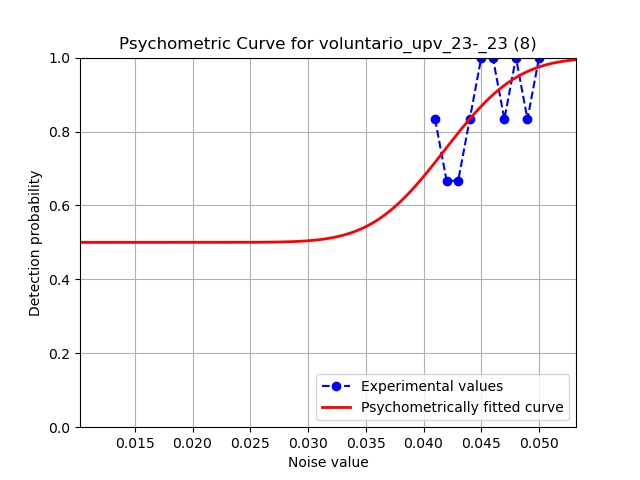 Psychometric Curve for voluntario_upv_23-_23 (8)
1.0
0.8
0.6
0.4
0.2
0.0
Detection probability
Experimental values
Psychometrically fitted curve
0.015 0.020 0.025 0.030 0.035 0.040 0.045 0.050
Noise value